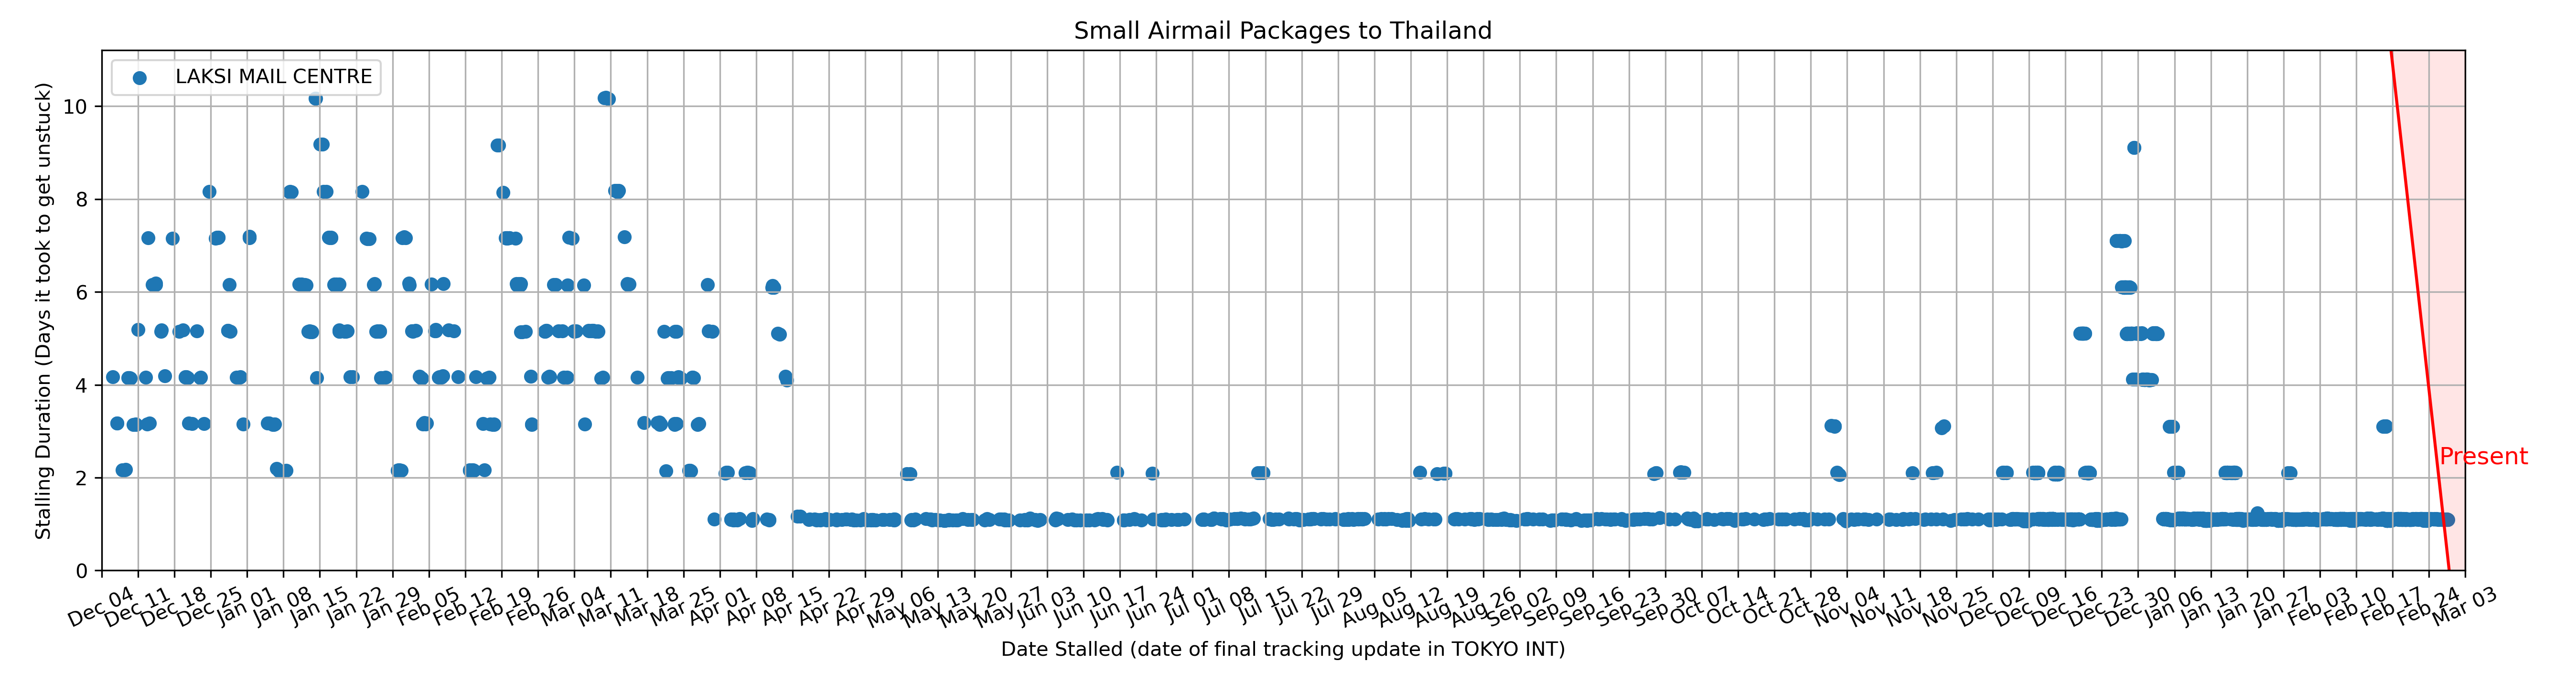 Small Airmail Packages to Thailand
LAKSI MAIL CENTRE
Stalling Duration (Days it took to get unstuck)
10
8
6
4
2
0
Present
Dec 04 Dec 11 Dec 18 Dec 25 Jan 01 Jan 08 Jan 15 Jan 22 Jan 29 Feb 05 Feb 12 Feb 19 Feb 26 Mar 04 Mar 11 Mar 18 Mar 25 Apr 01 Apr 08 Apr 15 Apr 22 Apr 29 May 06 May 13 May 20 May 27 Jun 03 Jun 10 Jun 17 Jun 24 Jul 01 Jul 08 Jul 15 Jul 22 Jul 29 Aug 05 Aug 12 Aug 19 Aug 26 Sep 02 Sep 09 Sep 16 Sep 23 Sep 30 Oct 07 Oct 14 Oct 21 Oct 28 Nov 04 Nov 11 Nov 18 Nov 25 Dec 02 Dec 09 Dec 16 Dec 23 Dec 30 Jan 06 Jan 13 Jan 20 Jan 27 Feb 03 Feb 10 Feb 17 Feb 24 Mar 03
Date Stalled (date of final tracking update in TOKYO INT)